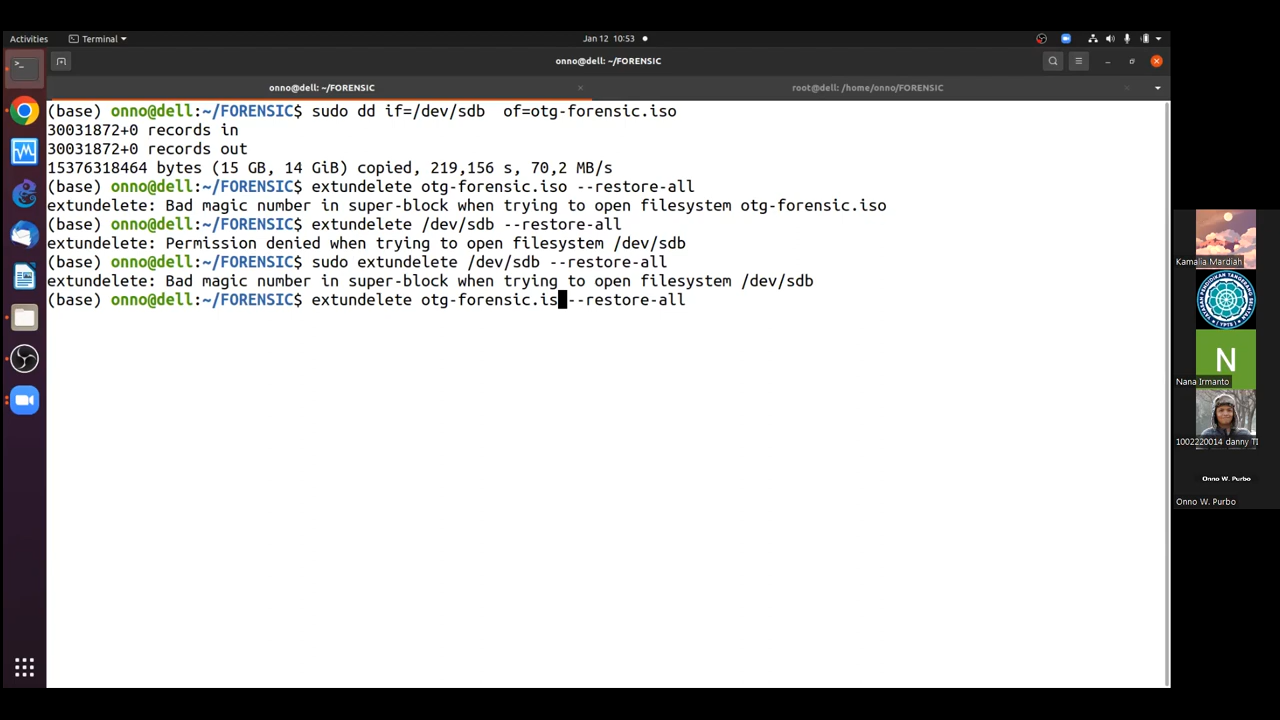 Activities
Terminal
Jan 12 10:53
onno@dell: ~/FORENSIC
onno@dell: ~/FORENSIC
root@dell: /home/onno/FORENSIC
(base) onno@dell:~/FORENSIC$ sudo dd if=/dev/sdb  of=otg-forensic.iso
30031872+0 records in
30031872+0 records out
15376318464 bytes (15 GB, 14 GiB) copied, 219,156 s, 70,2 MB/s
(base) onno@dell:~/FORENSIC$ extundelete otg-forensic.iso --restore-all
extundelete: Bad magic number in super-block when trying to open filesystem otg-forensic.iso
(base) onno@dell:~/FORENSIC$ extundelete /dev/sdb --restore-all
extundelete: Permission denied when trying to open filesystem /dev/sdb
(base) onno@dell:~/FORENSIC$ sudo extundelete /dev/sdb --restore-all
extundelete: Bad magic number in super-block when trying to open filesystem /dev/sdb
(base) onno@dell:~/FORENSIC$ extundelete otg-forensic.is --restore-all
Kamalia Mardiah
N
Nana Irmanto
1002220014 danny TI
Onno W. Purbo
Onno W. Purbo